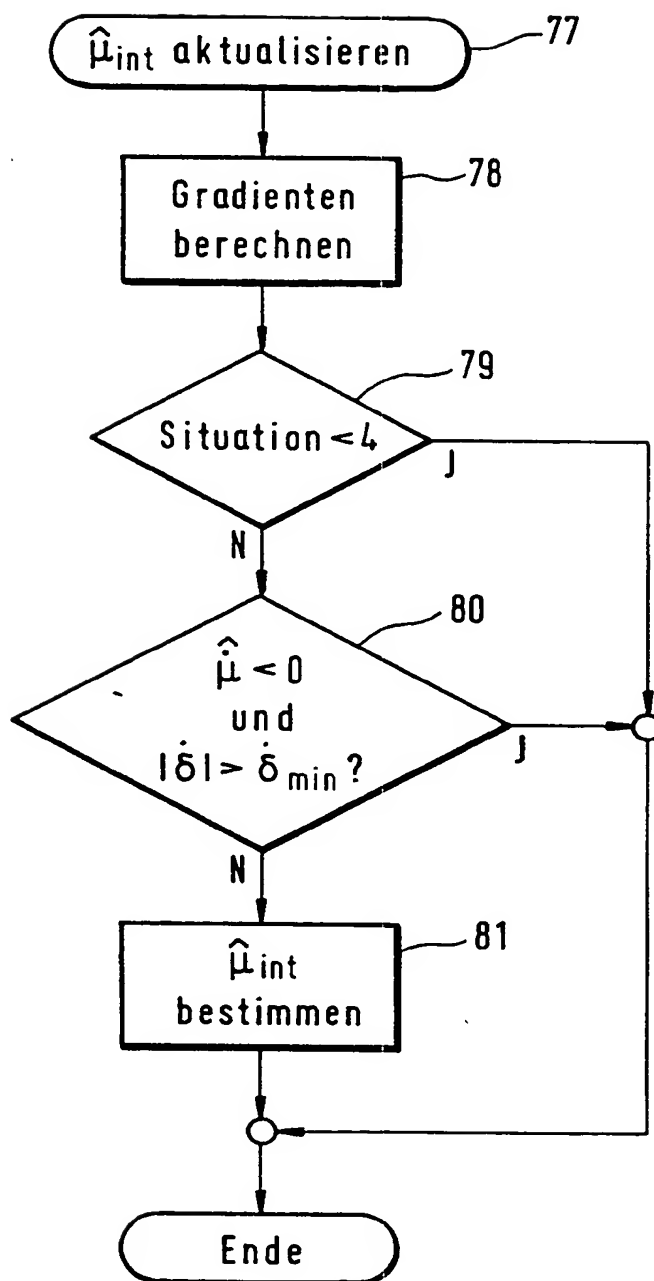 μ̂int aktualisieren
77
Gradienten
berechnen
78
79
Situation < 4
J
N
80
μ̂̇ < 0
und
|δ̇| > δ̇min ?
J
N
81
μ̂int
bestimmen
Ende